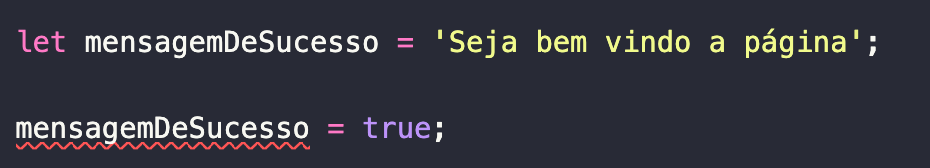 let mensagemDeSucesso = 'Seja bem vindo a página';
mensagemDeSucesso = true;